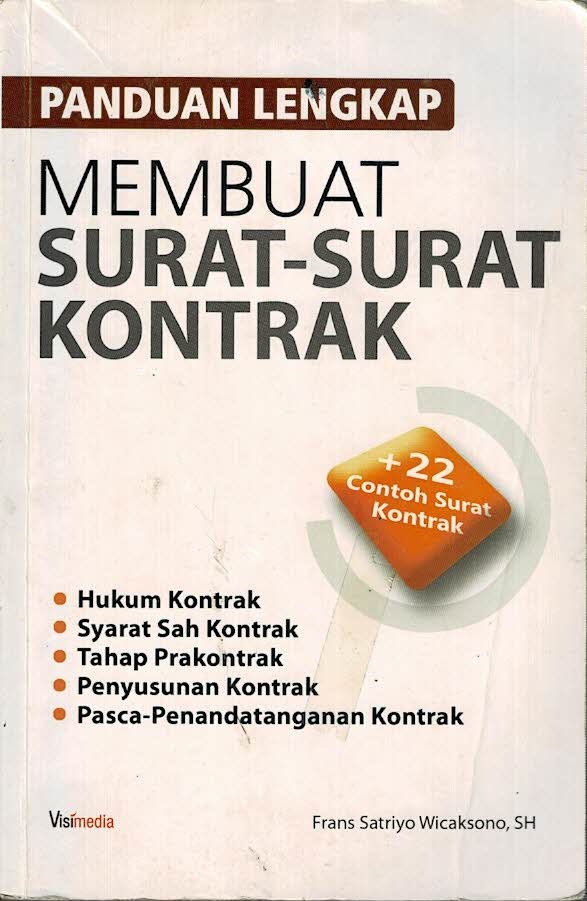 PANDUAN LENGKAP
MEMBUAT
SURAT-SURAT
KONTRAK
+22
Contoh Surat
Kontrak
• Hukum Kontrak
• Syarat Sah Kontrak
• Tahap Prakontrak
• Penyusunan Kontrak
• Pasca-Penandatanganan Kontrak
Visimedia
Frans Satriyo Wicaksono, SH